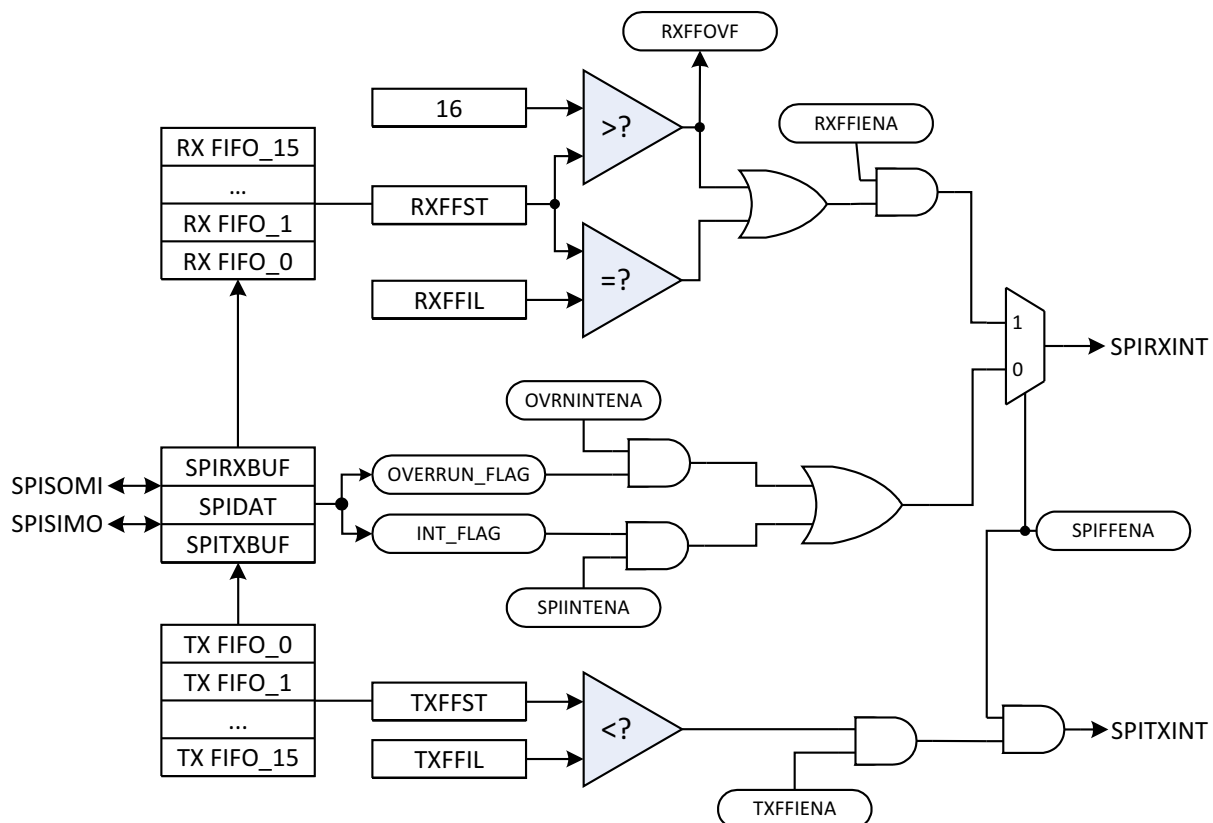 RXFFOVF
16
>?
RXFFIENA
RX FIFO_15
...
RX FIFO_1
RX FIFO_0
RXFFST
=?
RXFFIL
1
0
SPIRXINT
OVRNINTENA
SPISOMI
SPISIMO
SPIRXBUF
SPIDAT
SPITXBUF
OVERRUN_FLAG
INT_FLAG
SPIINTENA
SPIFFENA
TX FIFO_0
TX FIFO_1
...
TX FIFO_15
TXFFST
TXFFIL
<?
TXFFIENA
SPITXINT